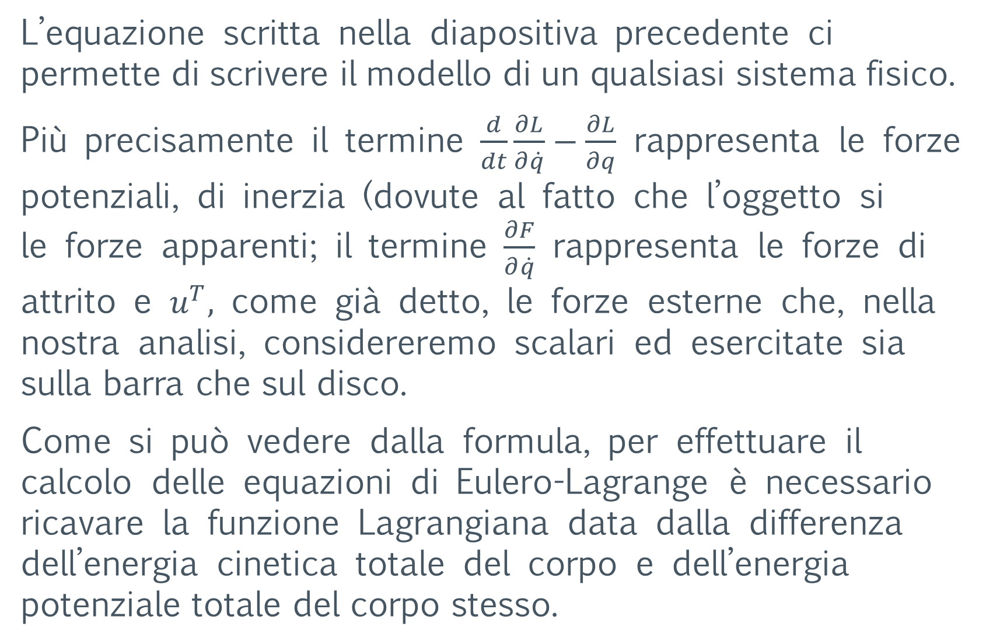 L’equazione scritta nella diapositiva precedente ci
permette di scrivere il modello di un qualsiasi sistema fisico.
Più precisamente il termine $\frac{d}{dt}\frac{\partial L}{\partial \dot{q}} - \frac{\partial L}{\partial q}$ rappresenta le forze
potenziali, di inerzia (dovute al fatto che l’oggetto si
le forze apparenti; il termine $\frac{\partial F}{\partial \dot{q}}$ rappresenta le forze di
attrito e $u^T$, come già detto, le forze esterne che, nella
nostra analisi, considereremo scalari ed esercitate sia
sulla barra che sul disco.
Come si può vedere dalla formula, per effettuare il
calcolo delle equazioni di Eulero-Lagrange è necessario
ricavare la funzione Lagrangiana data dalla differenza
dell’energia cinetica totale del corpo e dell’energia
potenziale totale del corpo stesso.